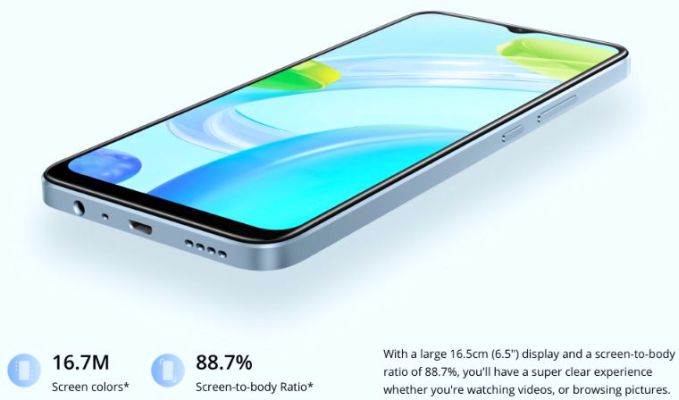 16.7M
Screen colors*
88.7%
Screen-to-body Ratio*
With a large 16.5cm (6.5") display and a screen-to-body
ratio of 88.7%, you'll have a super clear experience
whether you're watching videos, or browsing pictures.